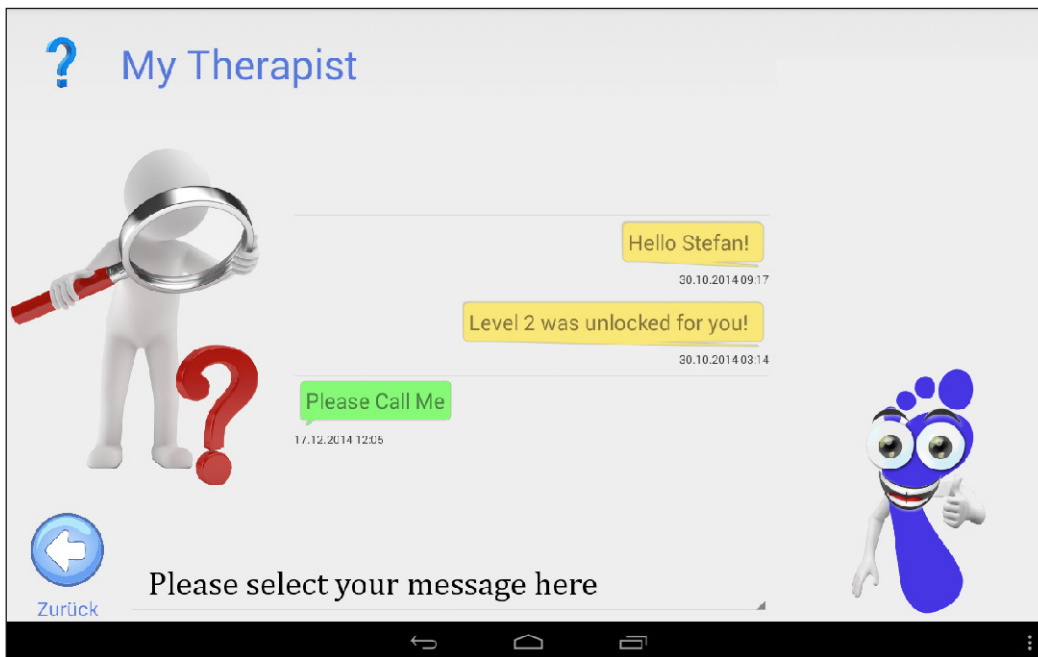 My Therapist
Hello Stefan!
30.10.2014 09:17
Level 2 was unlocked for you!
30.10.2014 03:14
Please Call Me
17.12.2014 12:05
Please select your message here
Zurück